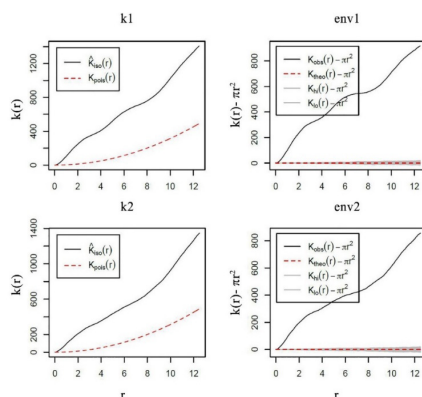 k1
k(r)
0 400 800 1200
K̂iso(r)
Kpois(r)
0 2 4 6 8 10 12
env1
k(r)- πr²
0 200 400 600 800
Kobs(r) – πr²
Ktheo(r) – πr²
Khi(r) – πr²
Klo(r) – πr²
0 2 4 6 8 10 12
k2
k(r)
0 200 600 1000 1400
K̂iso(r)
Kpois(r)
0 2 4 6 8 10 12
r
env2
k(r)- πr²
0 200 400 600 800
Kobs(r) – πr²
Ktheo(r) – πr²
Khi(r) – πr²
Klo(r) – πr²
0 2 4 6 8 10 12
r